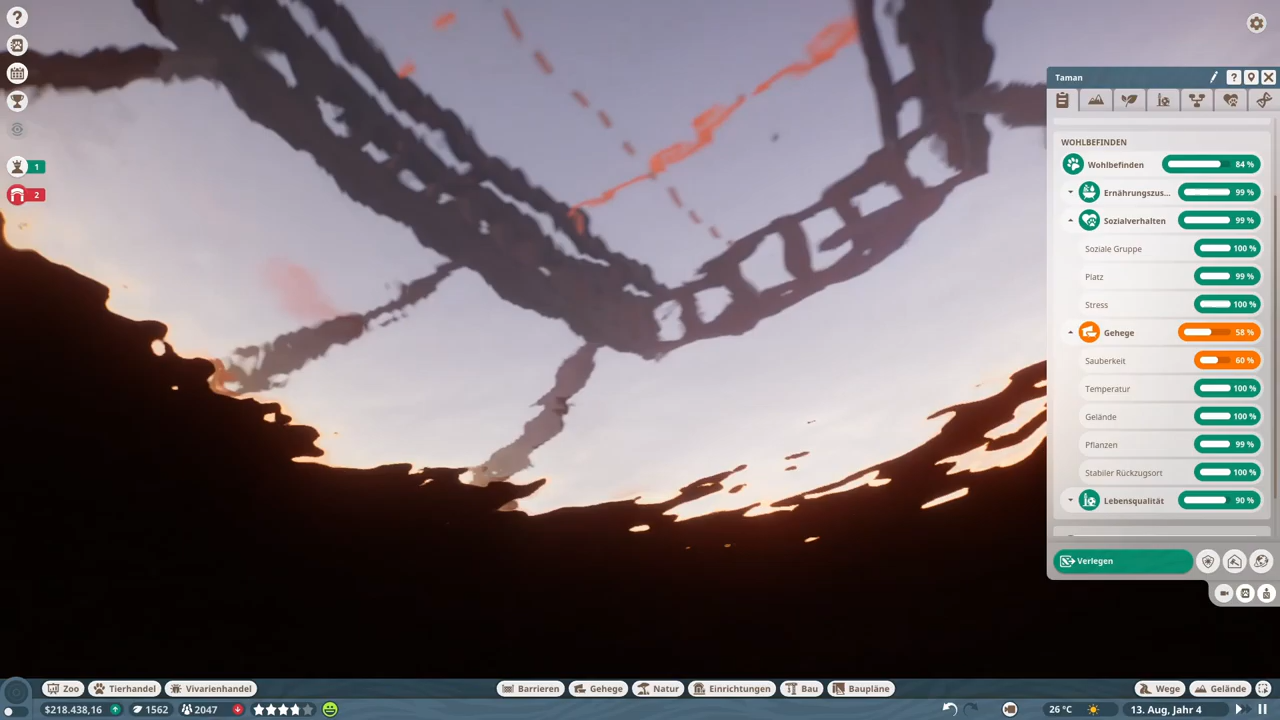 Taman
?
WOHLBEFINDEN
Wohlbefinden 84 %
Ernährungszus... 99 %
Sozialverhalten 99 %
Soziale Gruppe 100 %
Platz 99 %
Stress 100 %
Gehege 58 %
Sauberkeit 60 %
Temperatur 100 %
Gelände 100 %
Pflanzen 99 %
Stabiler Rückzugsort 100 %
Lebensqualität 90 %
Verlegen
?
1
2
Zoo Tierhandel Vivarienhandel Barrieren Gehege Natur Einrichtungen Bau Baupläne Wege Gelände
$218.438,16 1562 2047 26 °C 13. Aug, Jahr 4